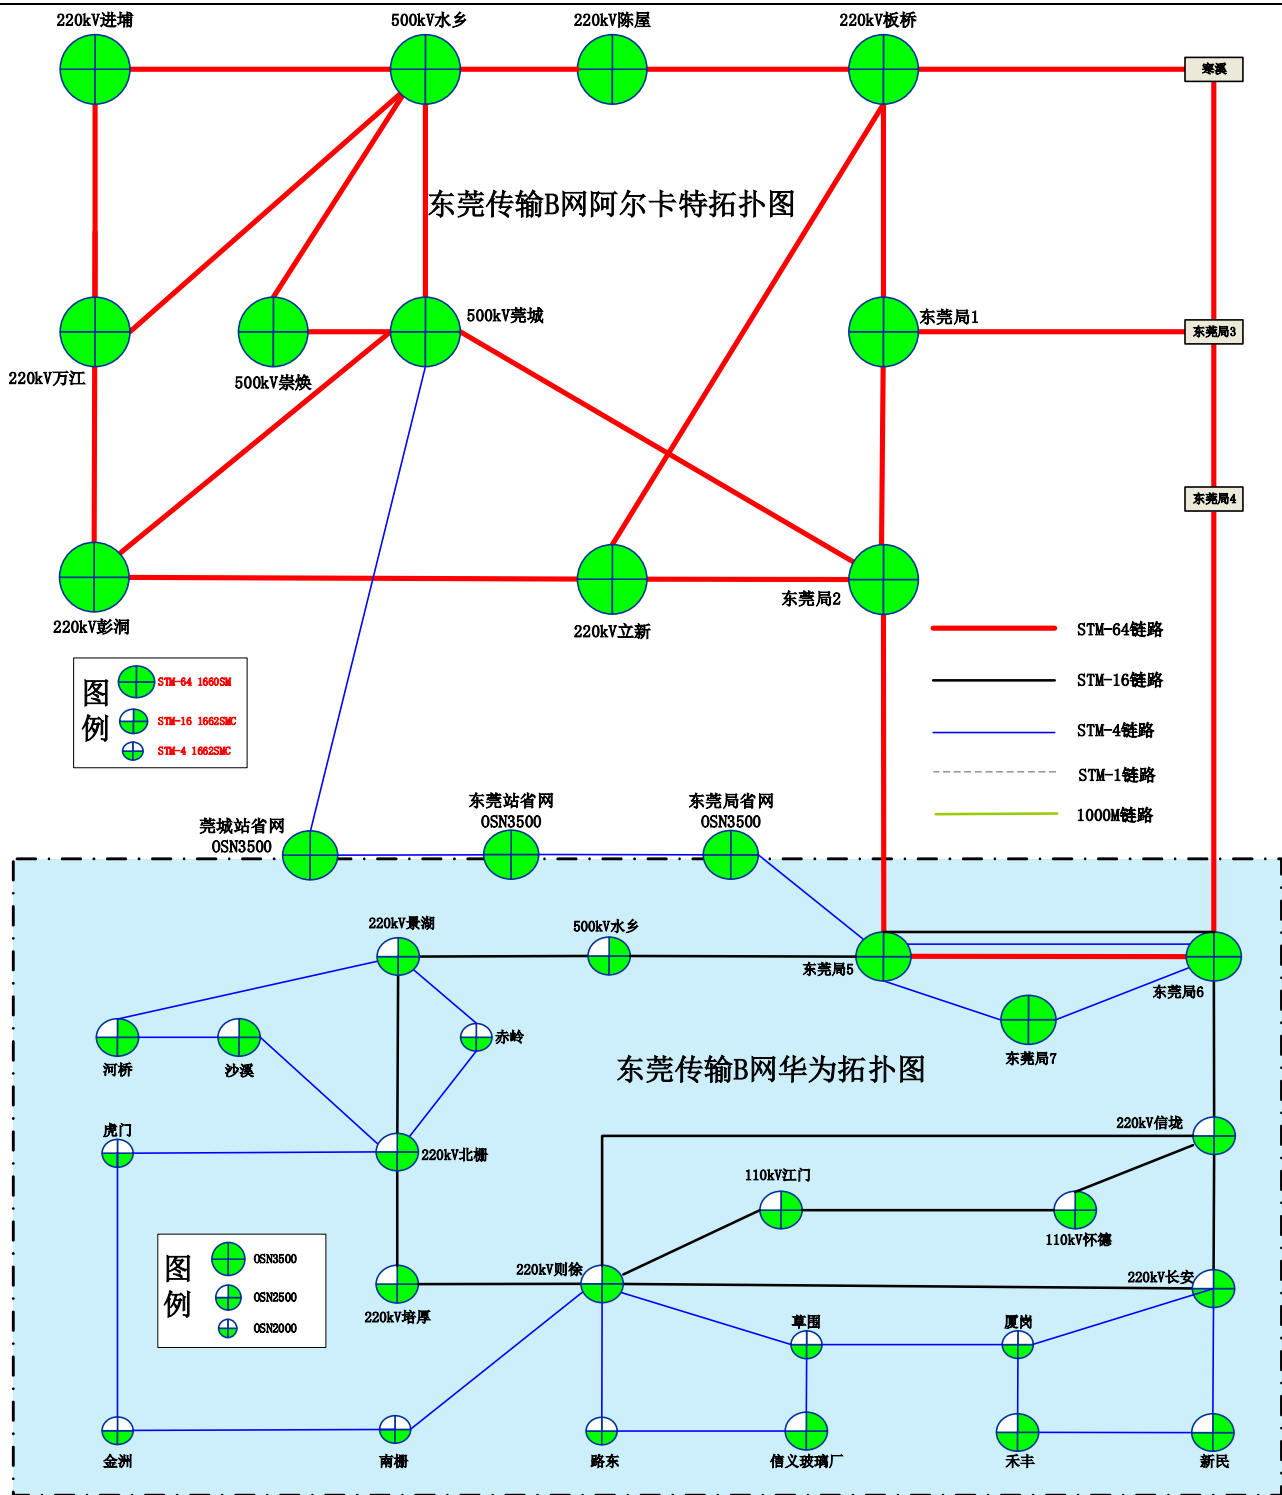 220kV进埔
500kV水乡
220kV陈屋
220kV板桥
寒溪
东莞传输B网阿尔卡特拓扑图
220kV万江
500kV崇焕
500kV莞城
东莞局1
东莞局3
东莞局4
220kV彭洞
220kV立新
东莞局2
STM-64链路
STM-16链路
STM-4链路
STM-1链路
1000M链路
图例
STM-64 1660SM
STM-16 1662SMC
STM-4 1662SMC
莞城站省网
OSN3500
东莞站省网
OSN3500
东莞局省网
OSN3500
220kV景湖
500kV水乡
东莞局5
东莞局6
东莞局7
河桥
沙溪
赤岭
东莞传输B网华为拓扑图
虎门
220kV北栅
220kV信垅
110kV江门
110kV怀德
图例
OSN3500
OSN2500
OSN2000
220kV培厚
220kV则徐
220kV长安
草围
厦岗
金洲
南栅
路东
信义玻璃厂
禾丰
新民